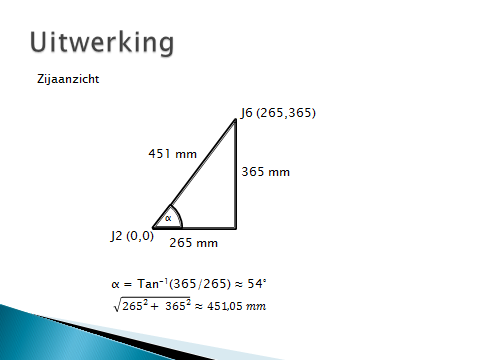 Uitwerking
Zijaanzicht
J6 (265,365)
451 mm
365 mm
α
J2 (0,0)
265 mm
α = Tan⁻¹(365/265) ≈ 54°
√265² + 365² ≈ 451,05 mm